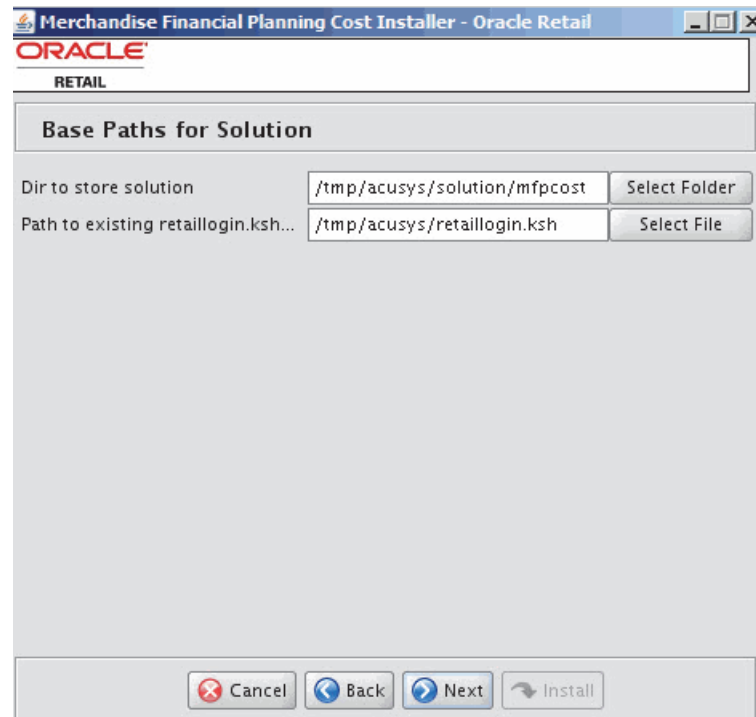 Merchandise Financial Planning Cost Installer - Oracle Retail
ORACLE'
RETAIL
Base Paths for Solution
Dir to store solution /tmp/acusys/solution/mfpcost Select Folder
Path to existing retaillogin.ksh... /tmp/acusys/retaillogin.ksh Select File
Cancel Back Next Install